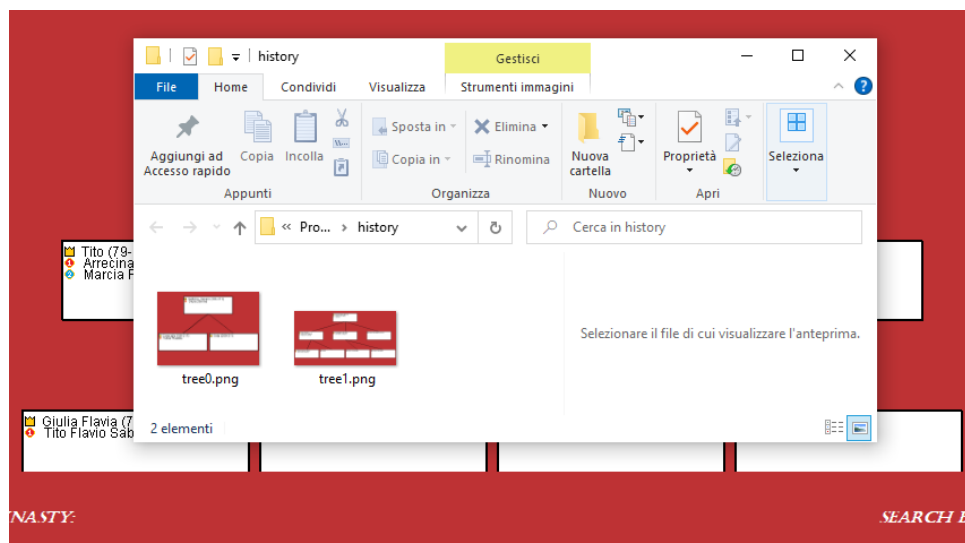 history
Gestisci
File Home Condividi Visualizza Strumenti immagini
Aggiungi ad Accesso rapido
Copia
Incolla
Appunti
Sposta in
Copia in
Elimina
Rinomina
Organizza
Nuova cartella
Nuovo
Proprietà
Apri
Seleziona
« Pro... › history
Cerca in history
Tito (79-
Arrecina
Marcia F
Selezionare il file di cui visualizzare l'anteprima.
tree0.png
tree1.png
Giulia Flavia (7
Tito Flavio Sab
2 elementi
NASTY:
SEARCH